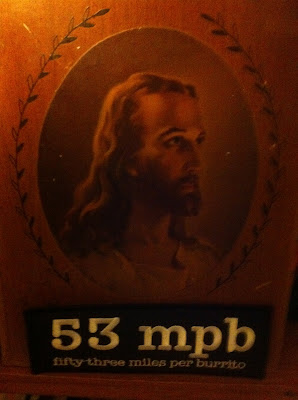 53 mpb
fifty-three miles per burrito